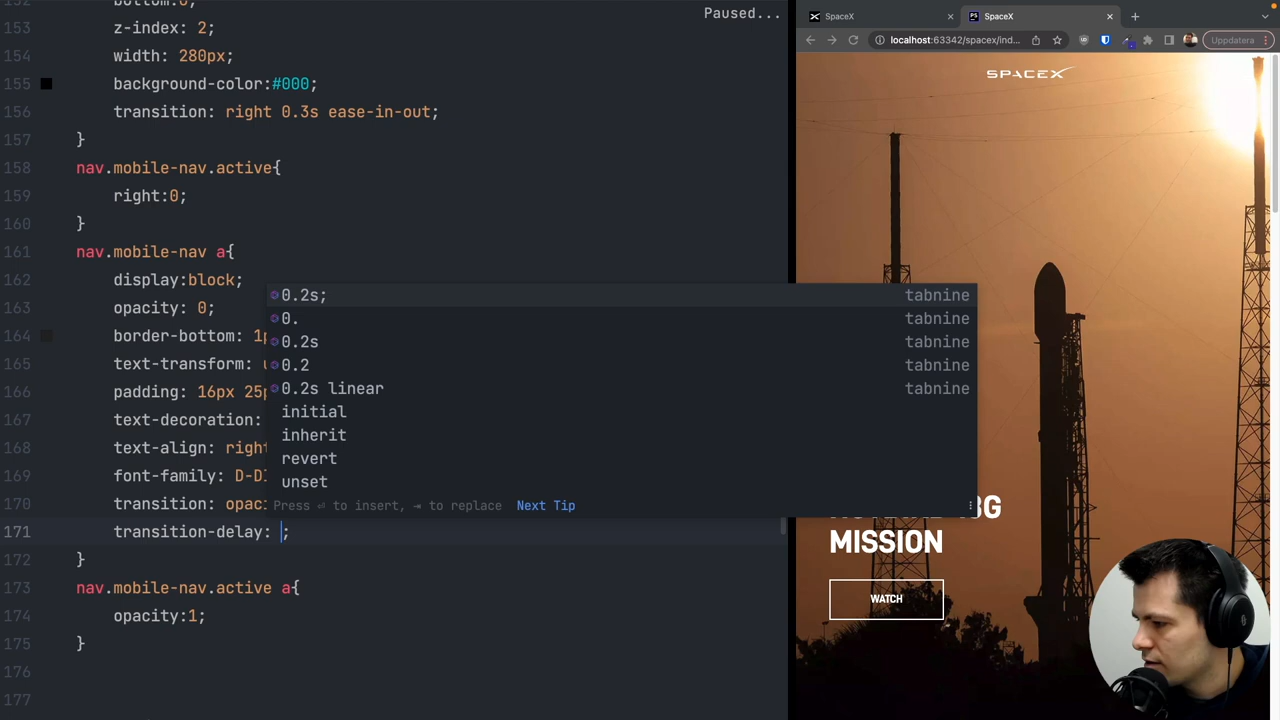 152
bottom:0;
Paused...
153 z-index: 2;
154 width: 280px;
155 background-color:#000;
156 transition: right 0.3s ease-in-out;
157 }
158 nav.mobile-nav.active{
159 right:0;
160 }
161 nav.mobile-nav a{
162 display:block;
163 opacity: 0;
164 border-bottom:
165 text-transform:
166 padding: 16px
167 text-decoration:
168 text-align: right
169 font-family:
170 transition:
171 transition-delay: ;
172 }
173 nav.mobile-nav.active a{
174 opacity:1;
175 }
176
177
0.2s; tabnine
0. tabnine
0.2s tabnine
0.2 tabnine
0.2s linear tabnine
initial
inherit
revert
unset
Press ⏎ to insert, ⇥ to replace Next Tip
SpaceX
SpaceX
localhost:63342/spacex/ind...
Uppdatera
SPACEX
MISSION
WATCH